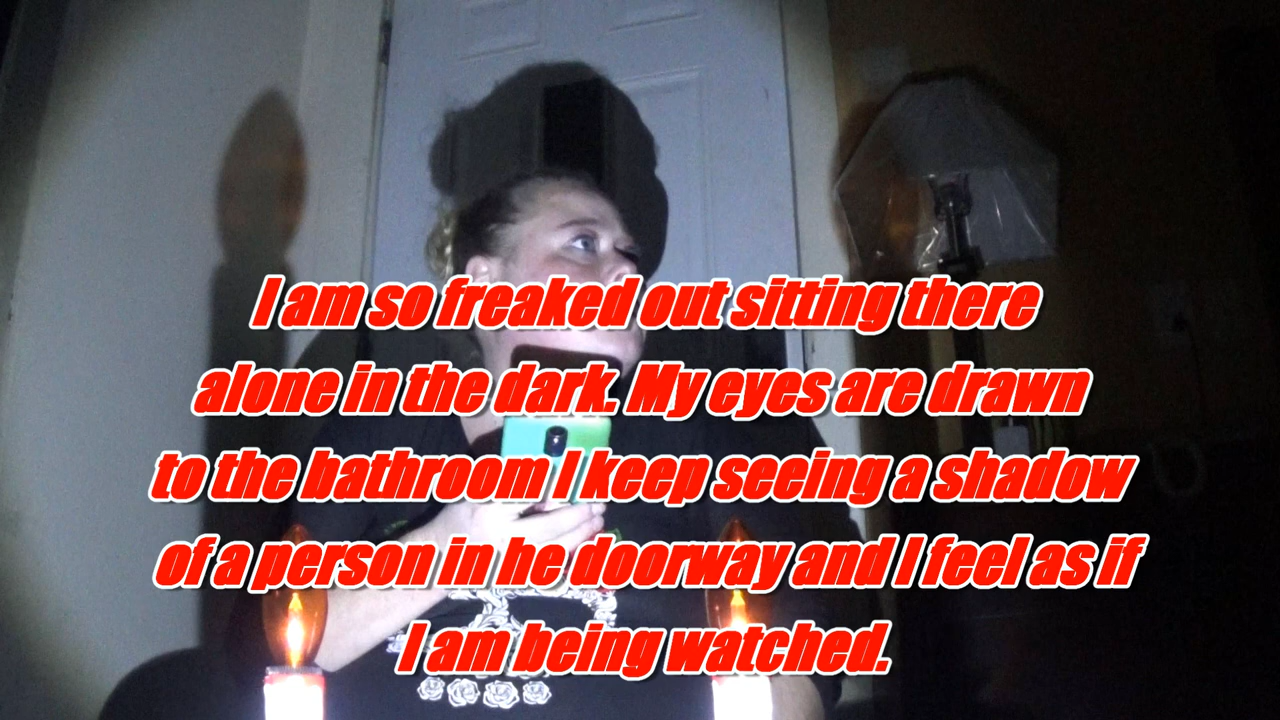 I am so freaked out sitting there
alone in the dark. My eyes are drawn
to the bathroom I keep seeing a shadow
of a person in he doorway and I feel as if
I am being watched.